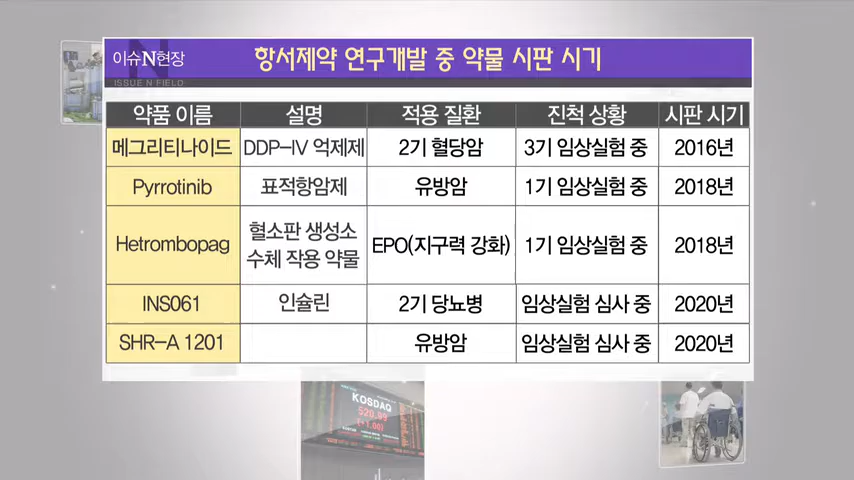 이슈N현장
ISSUE N FIELD
항서제약 연구개발 중 약물 시판 시기
약품 이름 설명 적용 질환 진척 상황 시판 시기
메그리티나이드 DDP-IV 억제제 2기 혈당암 3기 임상실험 중 2016년
Pyrrotinib 표적항암제 유방암 1기 임상실험 중 2018년
Hetrombopag 혈소판 생성소 수체 작용 약물 EPO(지구력 강화) 1기 임상실험 중 2018년
INS061 인슐린 2기 당뇨병 임상실험 심사 중 2020년
SHR-A 1201 유방암 임상실험 심사 중 2020년
KOSDAQ